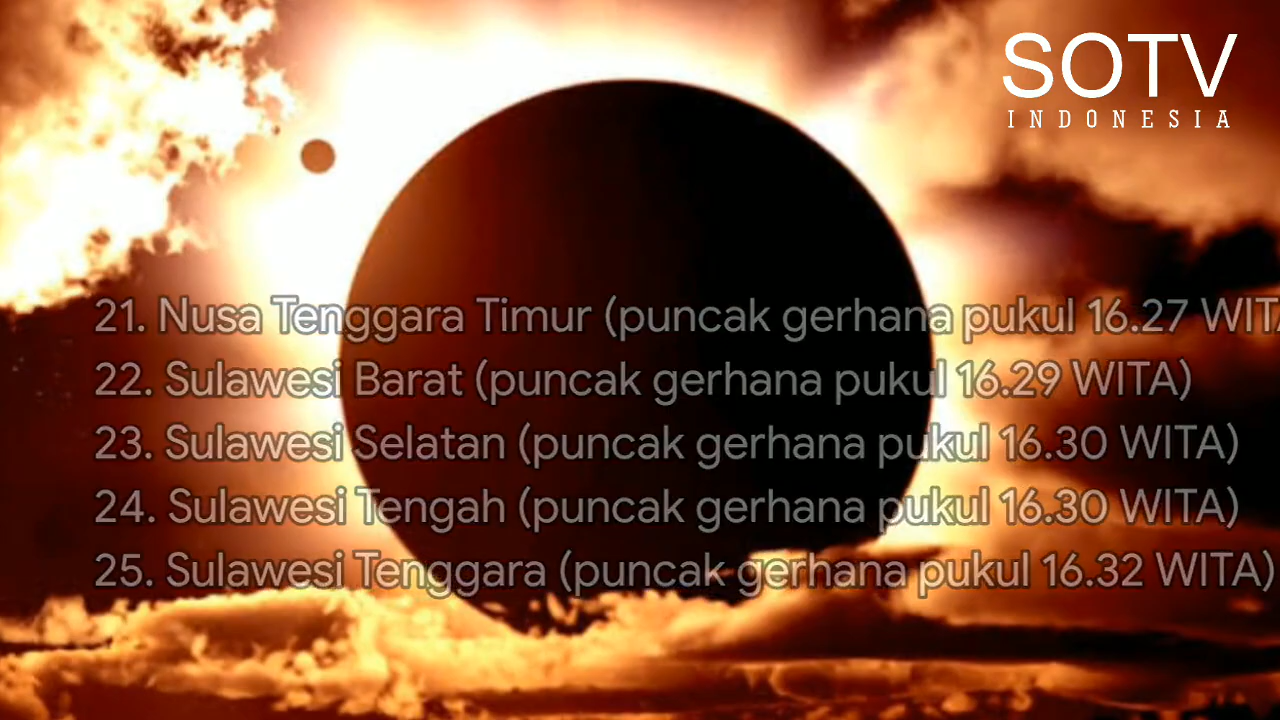 SOTV
INDONESIA
21. Nusa Tenggara Timur (puncak gerhana pukul 16.27 WITA
22. Sulawesi Barat (puncak gerhana pukul 16.29 WITA)
23. Sulawesi Selatan (puncak gerhana pukul 16.30 WITA)
24. Sulawesi Tengah (puncak gerhana pukul 16.30 WITA)
25. Sulawesi Tenggara (puncak gerhana pukul 16.32 WITA)